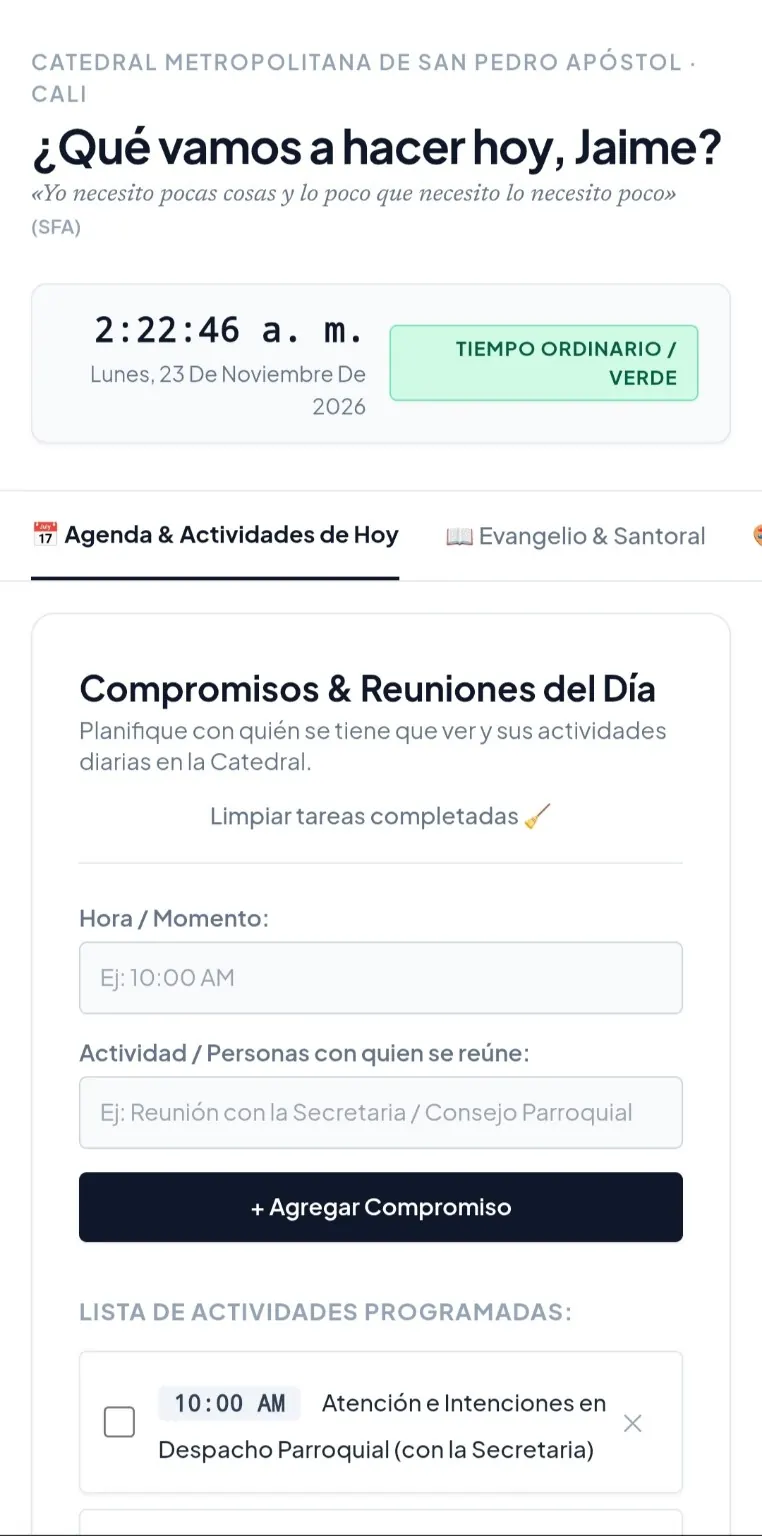 CATEDRAL METROPOLITANA DE SAN PEDRO APÓSTOL ·
CALI
¿Qué vamos a hacer hoy, Jaime?
«Yo necesito pocas cosas y lo poco que necesito lo necesito poco»
(SFA)
2:22:46 a. m.
Lunes, 23 De Noviembre De
2026
TIEMPO ORDINARIO /
VERDE
📅 Agenda & Actividades de Hoy
📖 Evangelio & Santoral
Compromisos & Reuniones del Día
Planifique con quién se tiene que ver y sus actividades
diarias en la Catedral.
Limpiar tareas completadas 🧹
Hora / Momento:
Ej: 10:00 AM
Actividad / Personas con quien se reúne:
Ej: Reunión con la Secretaria / Consejo Parroquial
+ Agregar Compromiso
LISTA DE ACTIVIDADES PROGRAMADAS:
10:00 AM Atención e Intenciones en
Despacho Parroquial (con la Secretaria)